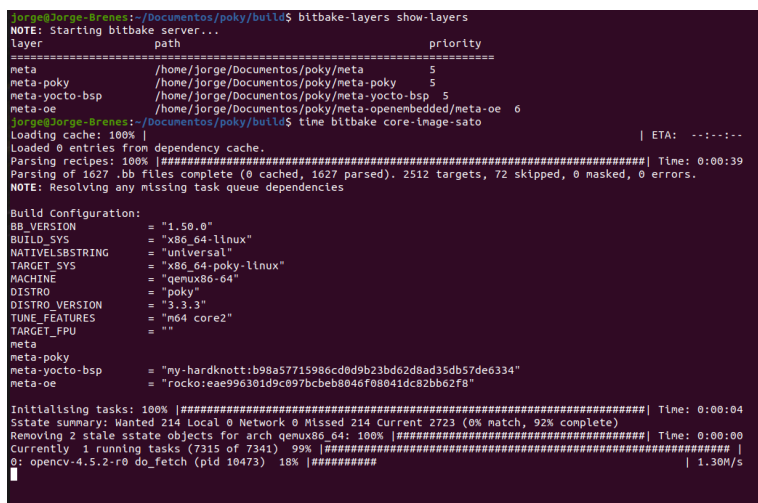 jorge@Jorge-Brenes:~/Documentos/poky/build$ bitbake-layers show-layers
NOTE: Starting bitbake server...
layer                 path                                      priority
==========================================================================
meta                  /home/jorge/Documentos/poky/meta          5
meta-poky             /home/jorge/Documentos/poky/meta-poky     5
meta-yocto-bsp        /home/jorge/Documentos/poky/meta-yocto-bsp  5
meta-oe               /home/jorge/Documentos/poky/meta-openembedded/meta-oe  6
jorge@Jorge-Brenes:~/Documentos/poky/build$ time bitbake core-image-sato
Loading cache: 100% |                                                                            | ETA:  --:--:--
Loaded 0 entries from dependency cache.
Parsing recipes: 100% |##########################################################################| Time: 0:00:39
Parsing of 1627 .bb files complete (0 cached, 1627 parsed). 2512 targets, 72 skipped, 0 masked, 0 errors.
NOTE: Resolving any missing task queue dependencies
Build Configuration:
BB_VERSION           = "1.50.0"
BUILD_SYS            = "x86_64-linux"
NATIVELSBSTRING      = "universal"
TARGET_SYS           = "x86_64-poky-linux"
MACHINE              = "qemux86-64"
DISTRO               = "poky"
DISTRO_VERSION       = "3.3.3"
TUNE_FEATURES        = "m64 core2"
TARGET_FPU           = ""
meta
meta-poky
meta-yocto-bsp       = "my-hardknott:b98a57715986cd0d9b23bd62d8ad35db57de6334"
meta-oe              = "rocko:eae996301d9c097bcbeb8046f08041dc82bb62f8"
Initialising tasks: 100% |#######################################################################| Time: 0:00:04
Sstate summary: Wanted 214 Local 0 Network 0 Missed 214 Current 2723 (0% match, 92% complete)
Removing 2 stale sstate objects for arch qemux86_64: 100% |######################################| Time: 0:00:00
Currently  1 running tasks (7315 of 7341)  99% |################################################################ |
0: opencv-4.5.2-r0 do_fetch (pid 10473)  18% |##########                                               | 1.30M/s